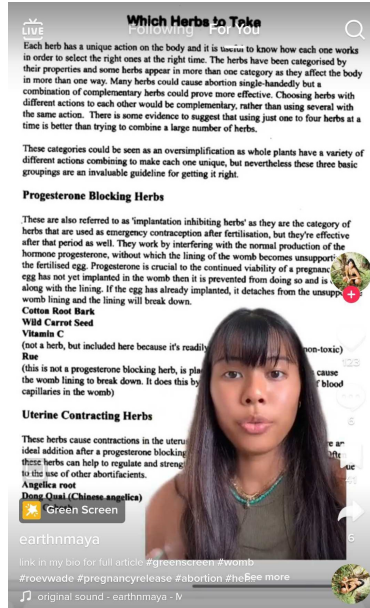 Which Herbs to Take
LIVE
Following For You
Each herb has a unique action on the body and it is useful to know how each one works
in order to select the right ones at the right time. The herbs have been categorised by
their properties and some herbs appear in more than one category as they affect the body
in more than one way. Many herbs could cause abortion single-handedly but a
combination of complementary herbs could prove more effective. Choosing herbs with
different actions to each other would be complementary, rather than using several with
the same action. There is some evidence to suggest that using just one to four herbs at a
time is better than trying to combine a large number of herbs.
These categories could be seen as an oversimplification as whole plants have a variety of
different actions combining to make each one unique, but nevertheless these three basic
groupings are an invaluable guideline for getting it right.
Progesterone Blocking Herbs
These are also referred to as 'implantation inhibiting herbs' as they are the category of
herbs that are used as emergency contraception after fertilisation, but they're effective
after that period as well. They work by interfering with the normal production of the
hormone progesterone, without which the lining of the womb becomes
the fertilised egg. Progesterone is crucial to the continued viability of a
egg has not yet implanted in the womb then it is prevented from doing so and is
along with the lining. If the egg has already implanted, it detaches from the
womb lining and the lining will break down.
Cotton Root Bark
Wild Carrot Seed
Vitamin C
(not a herb, but included here because it's non-toxic)
Rue
(this is not a progesterone blocking herb, is cause
the womb lining to break down. It does this by blood
capillaries in the womb)
Uterine Contracting Herbs
These herbs cause contractions in the
ideal addition after a progesterone blocking
these herbs can help to regulate and
to the use of other abortifacients.
Angelica root
Dong Quai (Chinese angelica)
123
6
6
Green Screen
earthnmaya
link in my bio for full article #greenscreen #womb
#roevwade #pregnancyrelease #abortion See more
original sound - earthnmaya - M